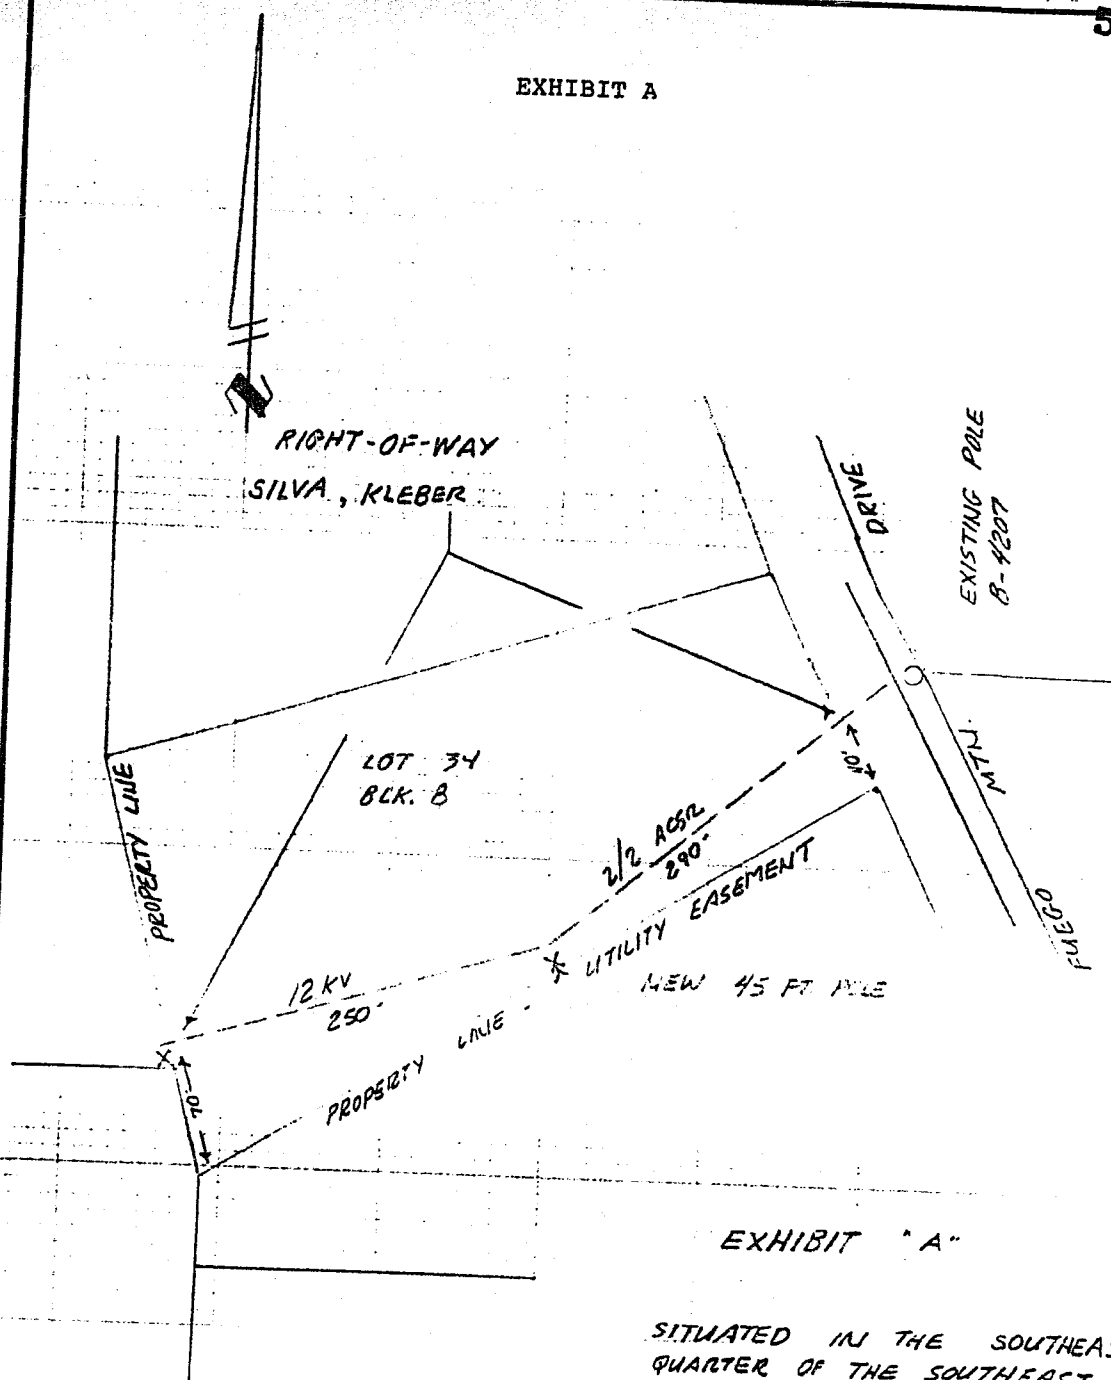 5
EXHIBIT A
N
RIGHT-OF-WAY
SILVA, KLEBER
DRIVE
EXISTING POLE
B-4207
LOT 34
BLK. B
PROPERTY LINE
10'
MTN.
2/2 ACSR
290'
UTILITY EASEMENT
FUEGO
NEW 45 FT POLE
12 KV
250'
PROPERTY LINE
70'
EXHIBIT "A"
SITUATED IN THE SOUTHEAS
QUARTER OF THE SOUTHEAST